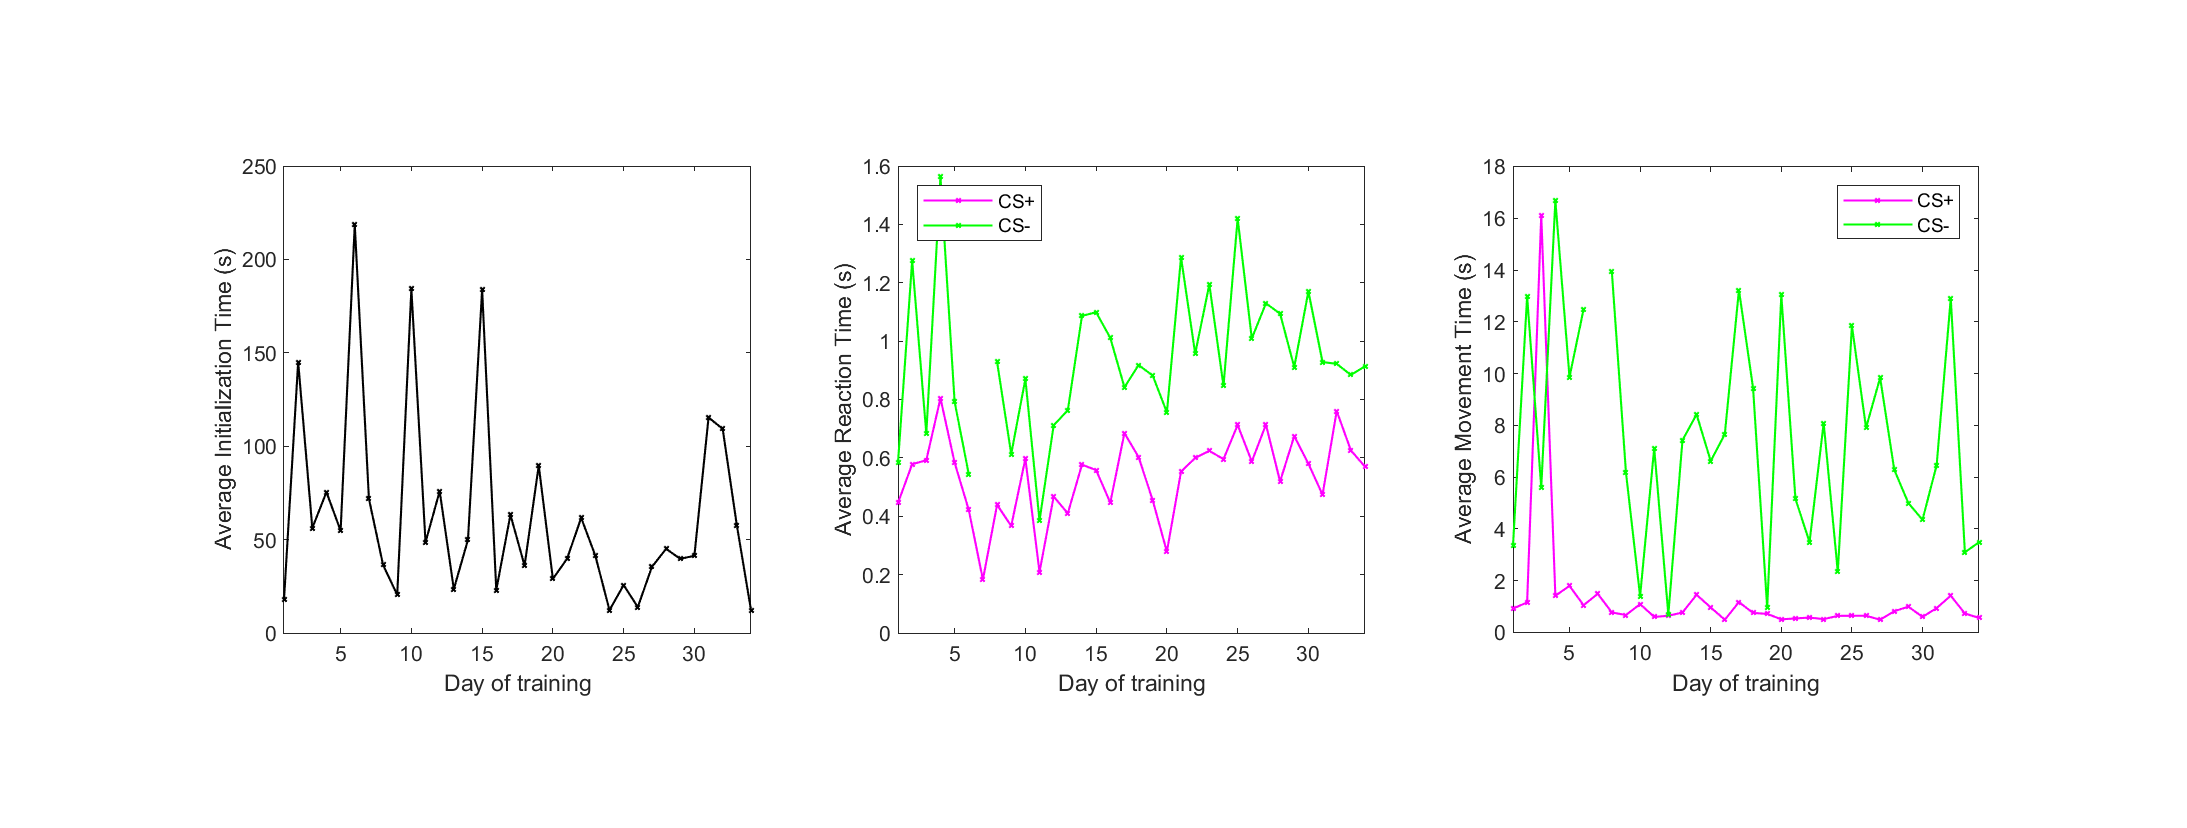 250
200
150
100
50
0
5 10 15 20 25 30
Average Initialization Time (s)
Day of training
1.6
1.4
1.2
1
0.8
0.6
0.4
0.2
0
5 10 15 20 25 30
Average Reaction Time (s)
Day of training
CS+
CS-
18
16
14
12
10
8
6
4
2
0
5 10 15 20 25 30
Average Movement Time (s)
Day of training
CS+
CS-